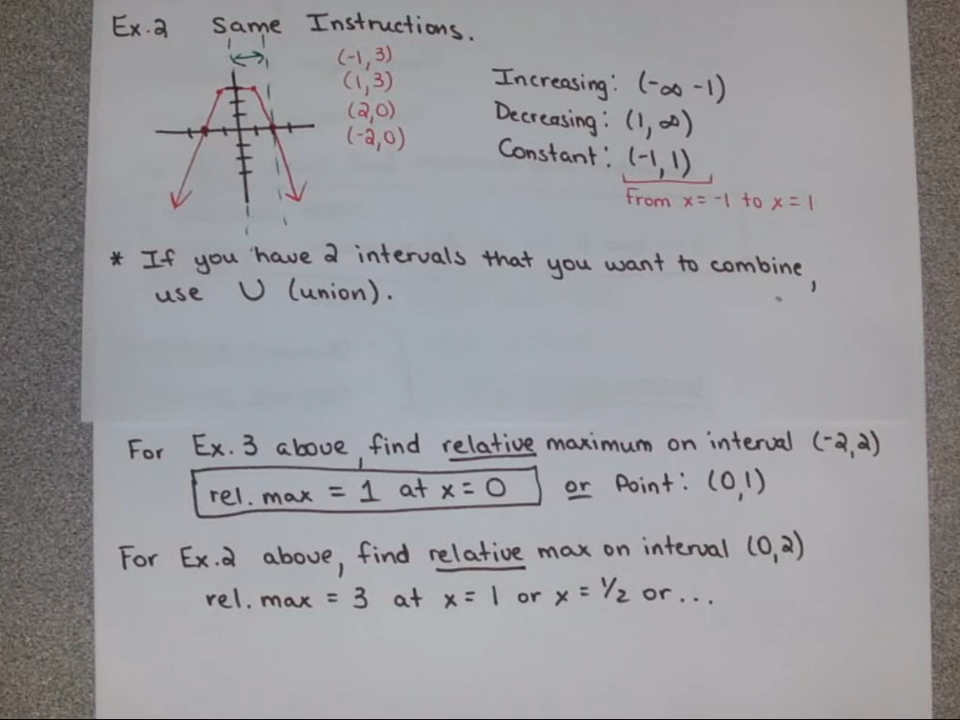 Ex.2 Same Instructions.
(-1, 3)
(1, 3)
(2, 0)
(-2, 0)
Increasing: (-∞ -1)
Decreasing: (1, ∞)
Constant: (-1, 1)
From x = -1 to x = 1
* If you have 2 intervals that you want to combine,
use ∪ (union).
For Ex. 3 above, find relative maximum on interval (-2, 2)
rel. max = 1 at x = 0 or Point: (0, 1)
For Ex.2 above, find relative max on interval (0, 2)
rel. max = 3 at x = 1 or x = 1/2 or ...